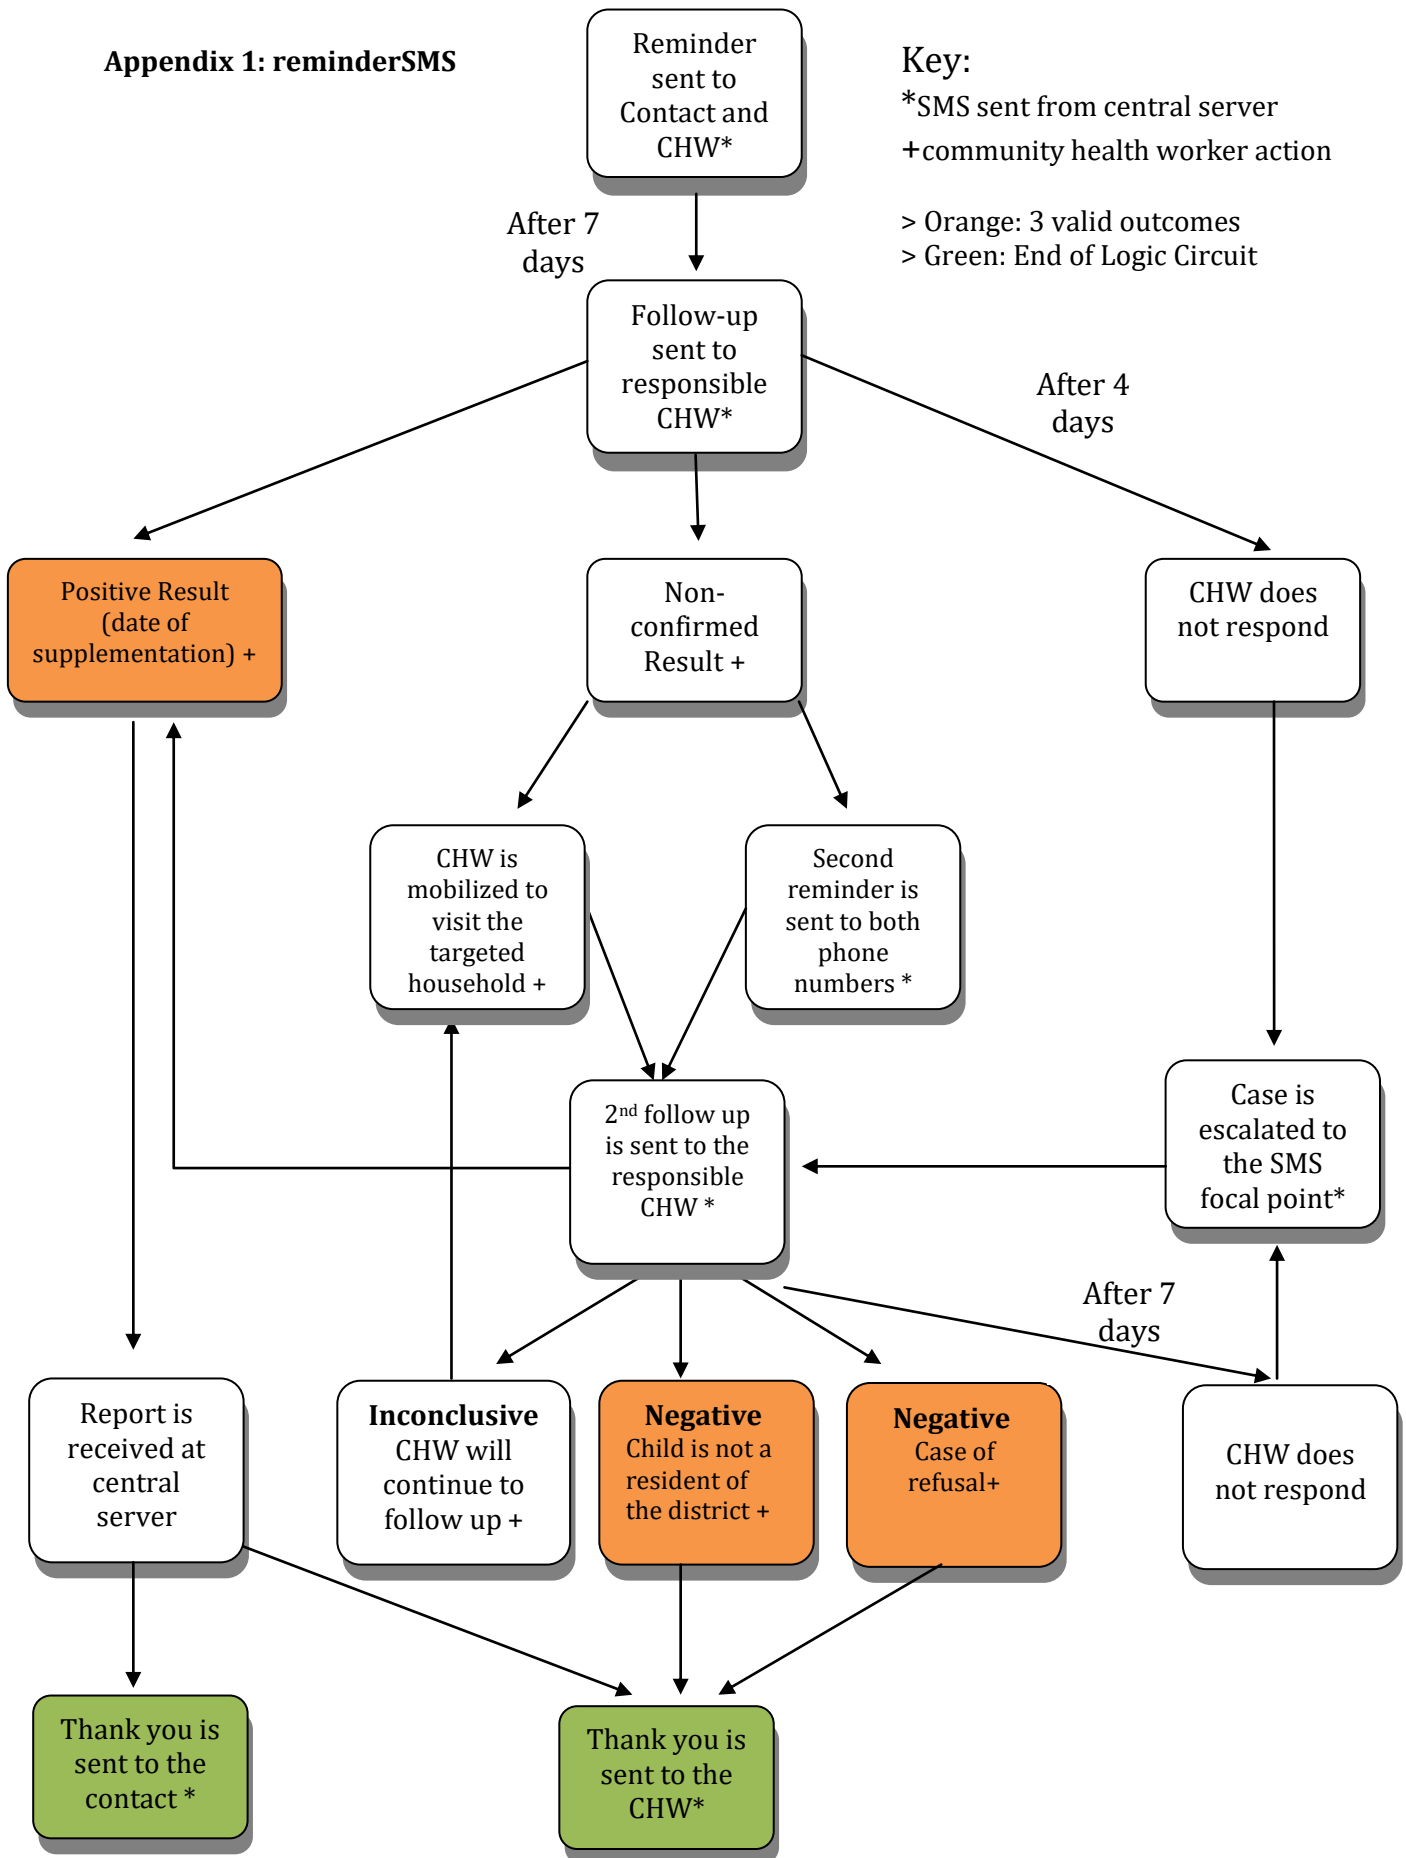 Appendix 1: reminderSMS
Reminder
sent to
Contact and
CHW*
Key:
*SMS sent from central server
+community health worker action
> Orange: 3 valid outcomes
> Green: End of Logic Circuit
After 7
days
Follow-up
sent to
responsible
CHW*
After 4
days
Positive Result
(date of
supplementation) +
Non-
confirmed
Result +
CHW does
not respond
CHW is
mobilized to
visit the
targeted
household +
Second
reminder is
sent to both
phone
numbers *
2nd follow up
is sent to the
responsible
CHW *
Case is
escalated to
the SMS
focal point*
After 7
days
Report is
received at
central
server
Inconclusive
CHW will
continue to
follow up +
Negative
Child is not a
resident of
the district +
Negative
Case of
refusal+
CHW does
not respond
Thank you is
sent to the
contact *
Thank you is
sent to the
CHW*